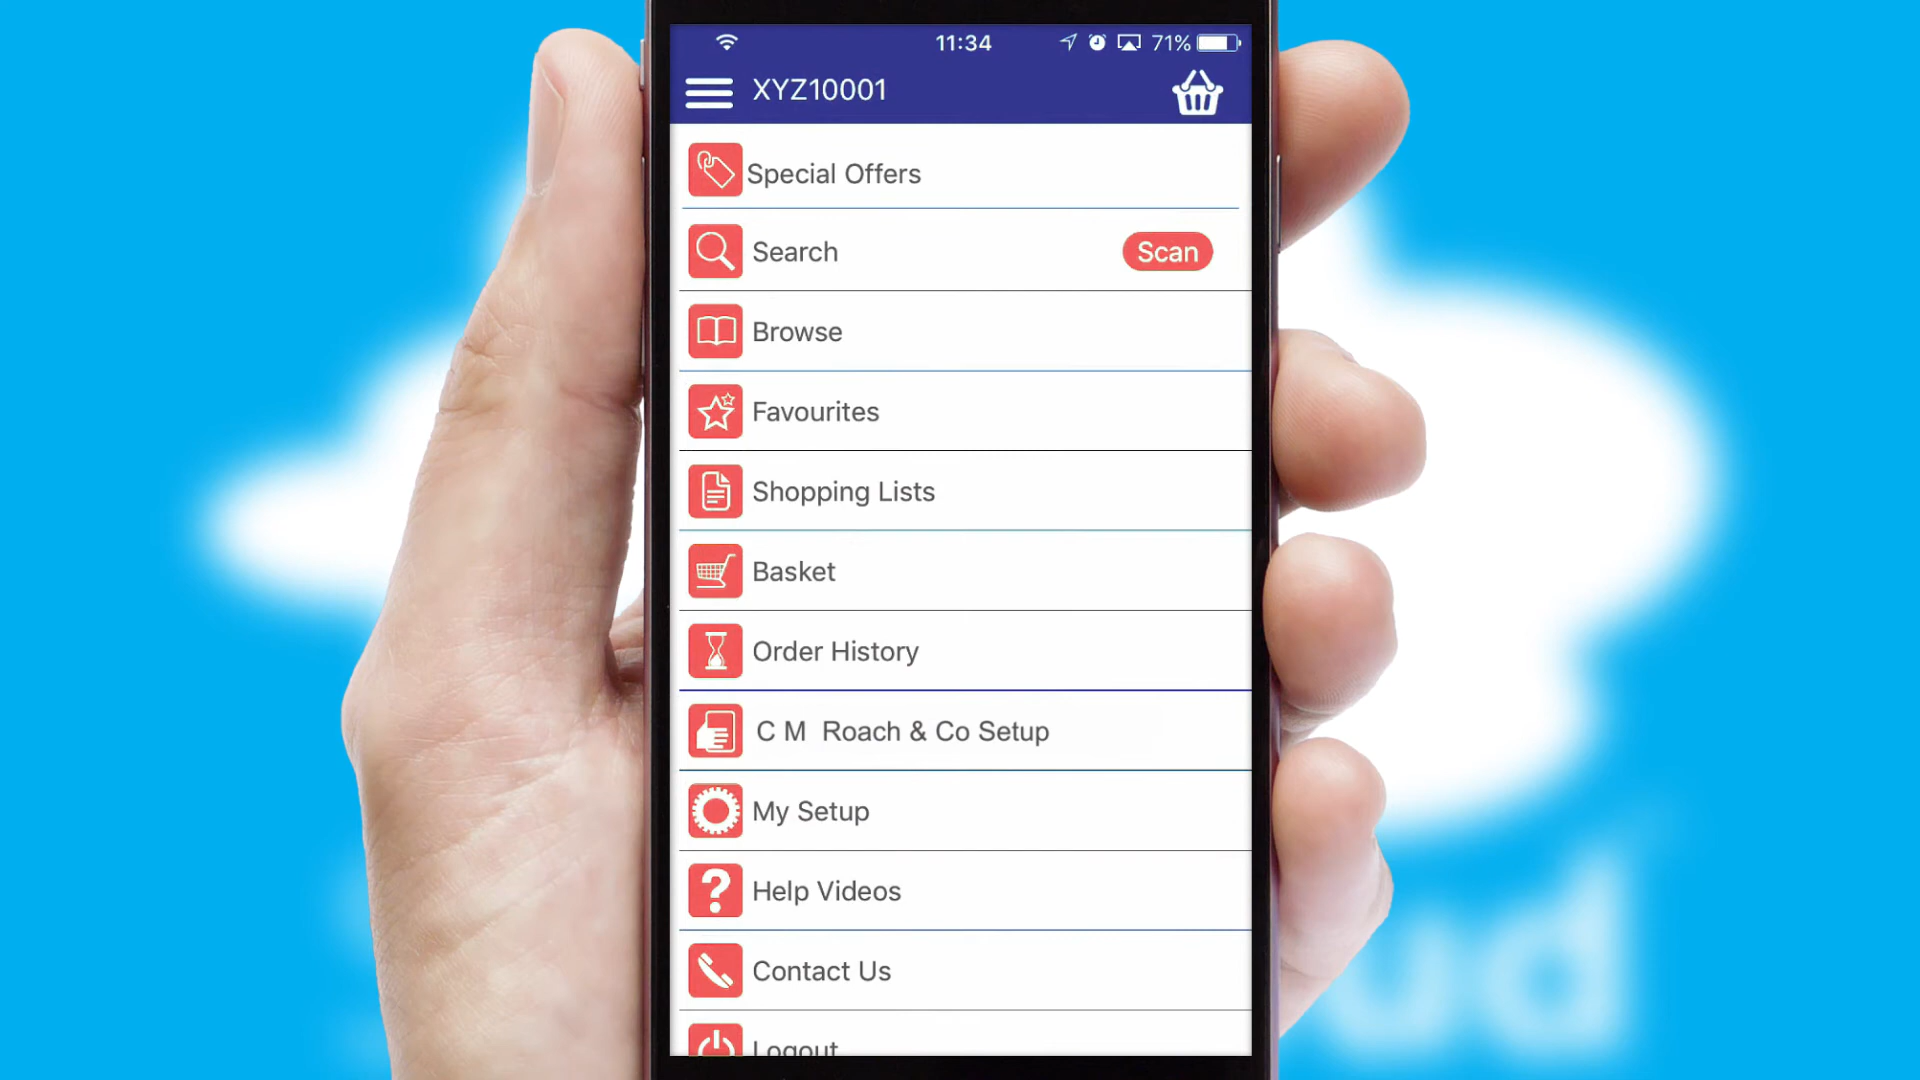 11:34
71%
XYZ10001
Special Offers
Search
Scan
Browse
Favourites
Shopping Lists
Basket
Order History
C M Roach & Co Setup
My Setup
Help Videos
Contact Us
Logout